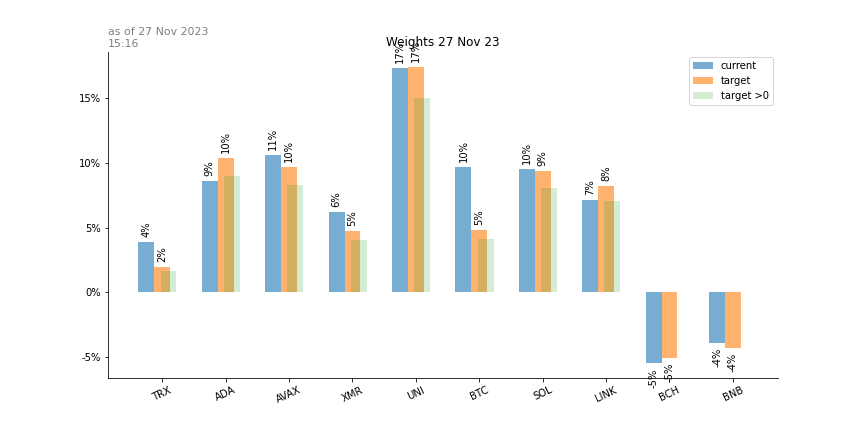 as of 27 Nov 2023
15:16
Weights 27 Nov 23
current
target
target >0
15%
10%
5%
0%
-5%
4%
2%
9%
10%
11%
10%
6%
5%
17%
17%
10%
5%
10%
9%
7%
8%
-5%
-5%
-4%
-4%
TRX
ADA
AVAX
XMR
UNI
BTC
SOL
LINK
BCH
BNB